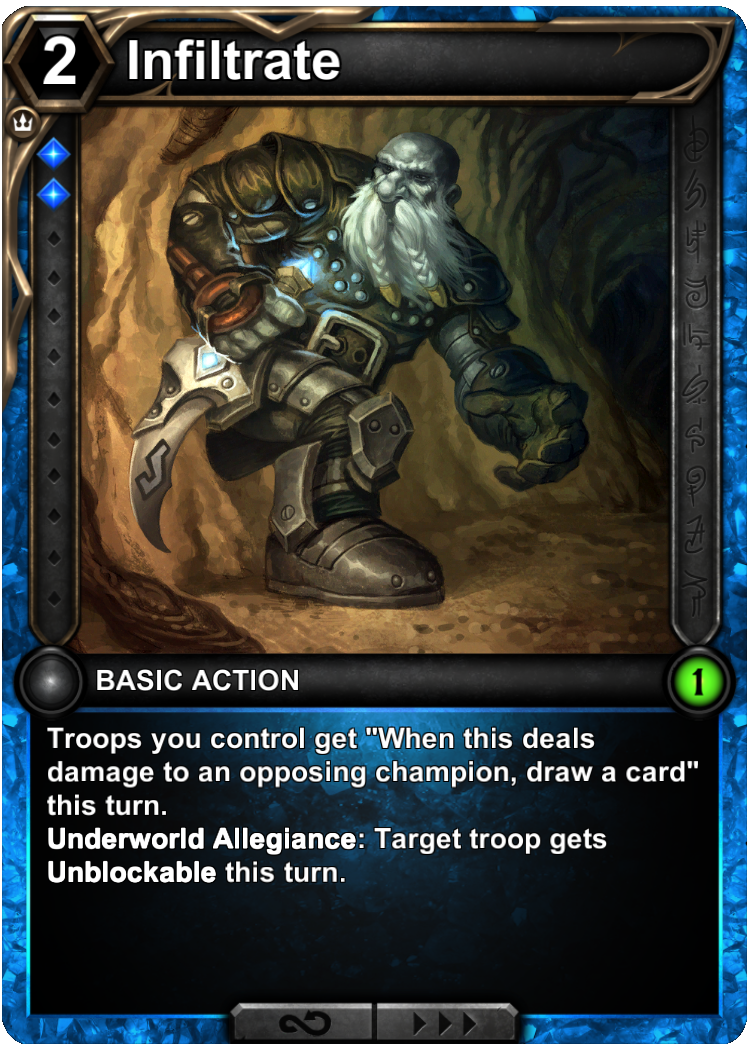 2
Infiltrate
BASIC ACTION
1
Troops you control get "When this deals
damage to an opposing champion, draw a card"
this turn.
Underworld Allegiance: Target troop gets
Unblockable this turn.